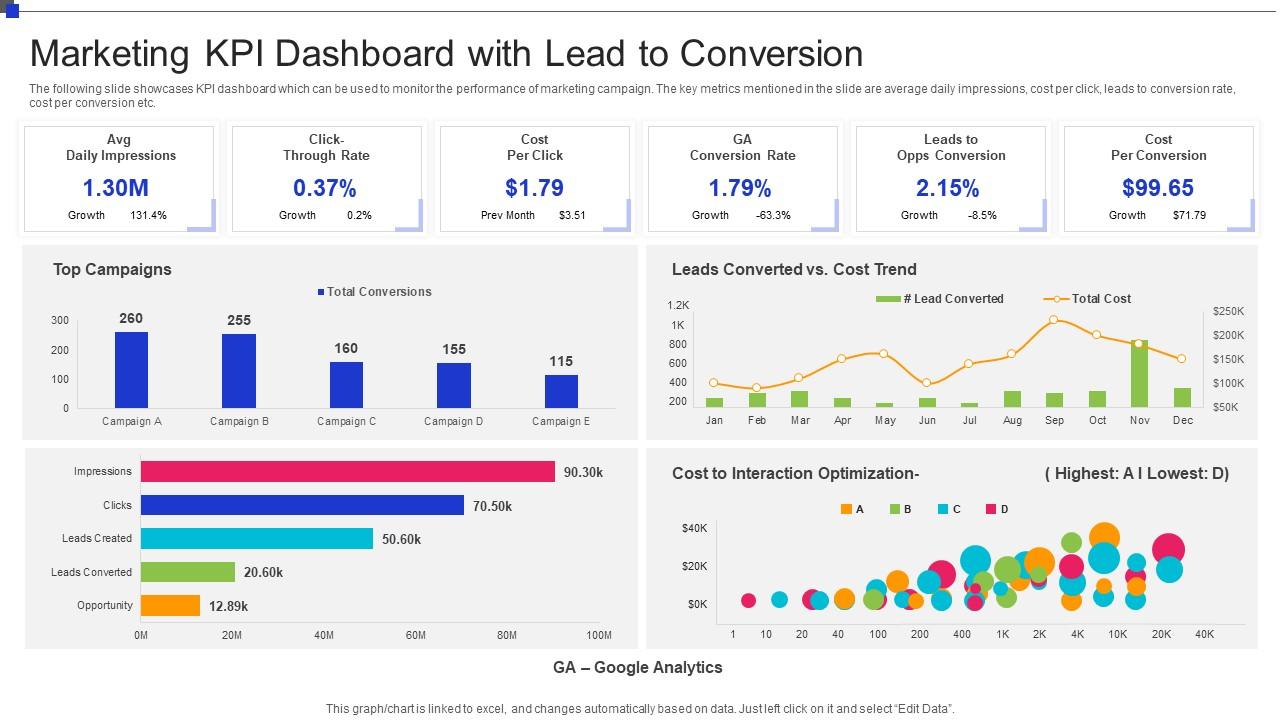 Marketing KPI Dashboard with Lead to Conversion
The following slide showcases KPI dashboard which can be used to monitor the performance of marketing campaign. The key metrics mentioned in the slide are average daily impressions, cost per click, leads to conversion rate,
cost per conversion etc.
Avg
Daily Impressions
1.30M
Growth 131.4%
Click-
Through Rate
0.37%
Growth 0.2%
Cost
Per Click
$1.79
Prev Month $3.51
GA
Conversion Rate
1.79%
Growth -63.3%
Leads to
Opps Conversion
2.15%
Growth -8.5%
Cost
Per Conversion
$99.65
Growth $71.79
Top Campaigns
Total Conversions
300
200
100
0
260
255
160
155
115
Campaign A
Campaign B
Campaign C
Campaign D
Campaign E
Leads Converted vs. Cost Trend
# Lead Converted
Total Cost
1.2K
1K
800
600
400
200
$250K
$200K
$150K
$100K
$50K
Jan Feb Mar Apr May Jun Jul Aug Sep Oct Nov Dec
Impressions 90.30k
Clicks 70.50k
Leads Created 50.60k
Leads Converted 20.60k
Opportunity 12.89k
0M 20M 40M 60M 80M 100M
Cost to Interaction Optimization- ( Highest: A I Lowest: D)
A B C D
$40K
$20K
$0K
1 10 20 40 100 200 400 1K 2K 4K 10K 20K 40K
GA – Google Analytics
This graph/chart is linked to excel, and changes automatically based on data. Just left click on it and select “Edit Data”.